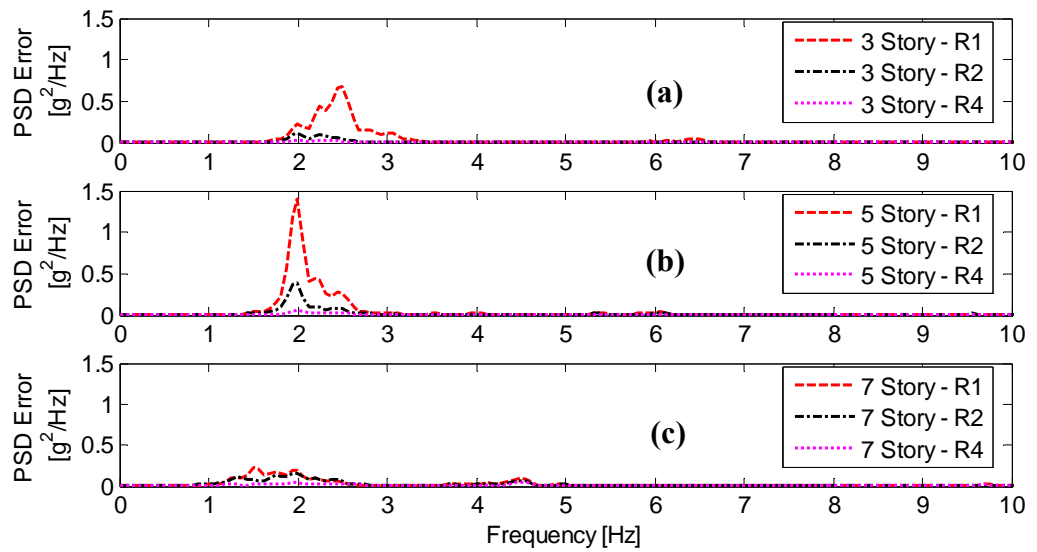 PSD Error
[g²/Hz]
1.5
1
0.5
0
(a)
3 Story - R1
3 Story - R2
3 Story - R4
0 1 2 3 4 5 6 7 8 9 10
PSD Error
[g²/Hz]
1.5
1
0.5
0
(b)
5 Story - R1
5 Story - R2
5 Story - R4
0 1 2 3 4 5 6 7 8 9 10
PSD Error
[g²/Hz]
1.5
1
0.5
0
(c)
7 Story - R1
7 Story - R2
7 Story - R4
0 1 2 3 4 5 6 7 8 9 10
Frequency [Hz]